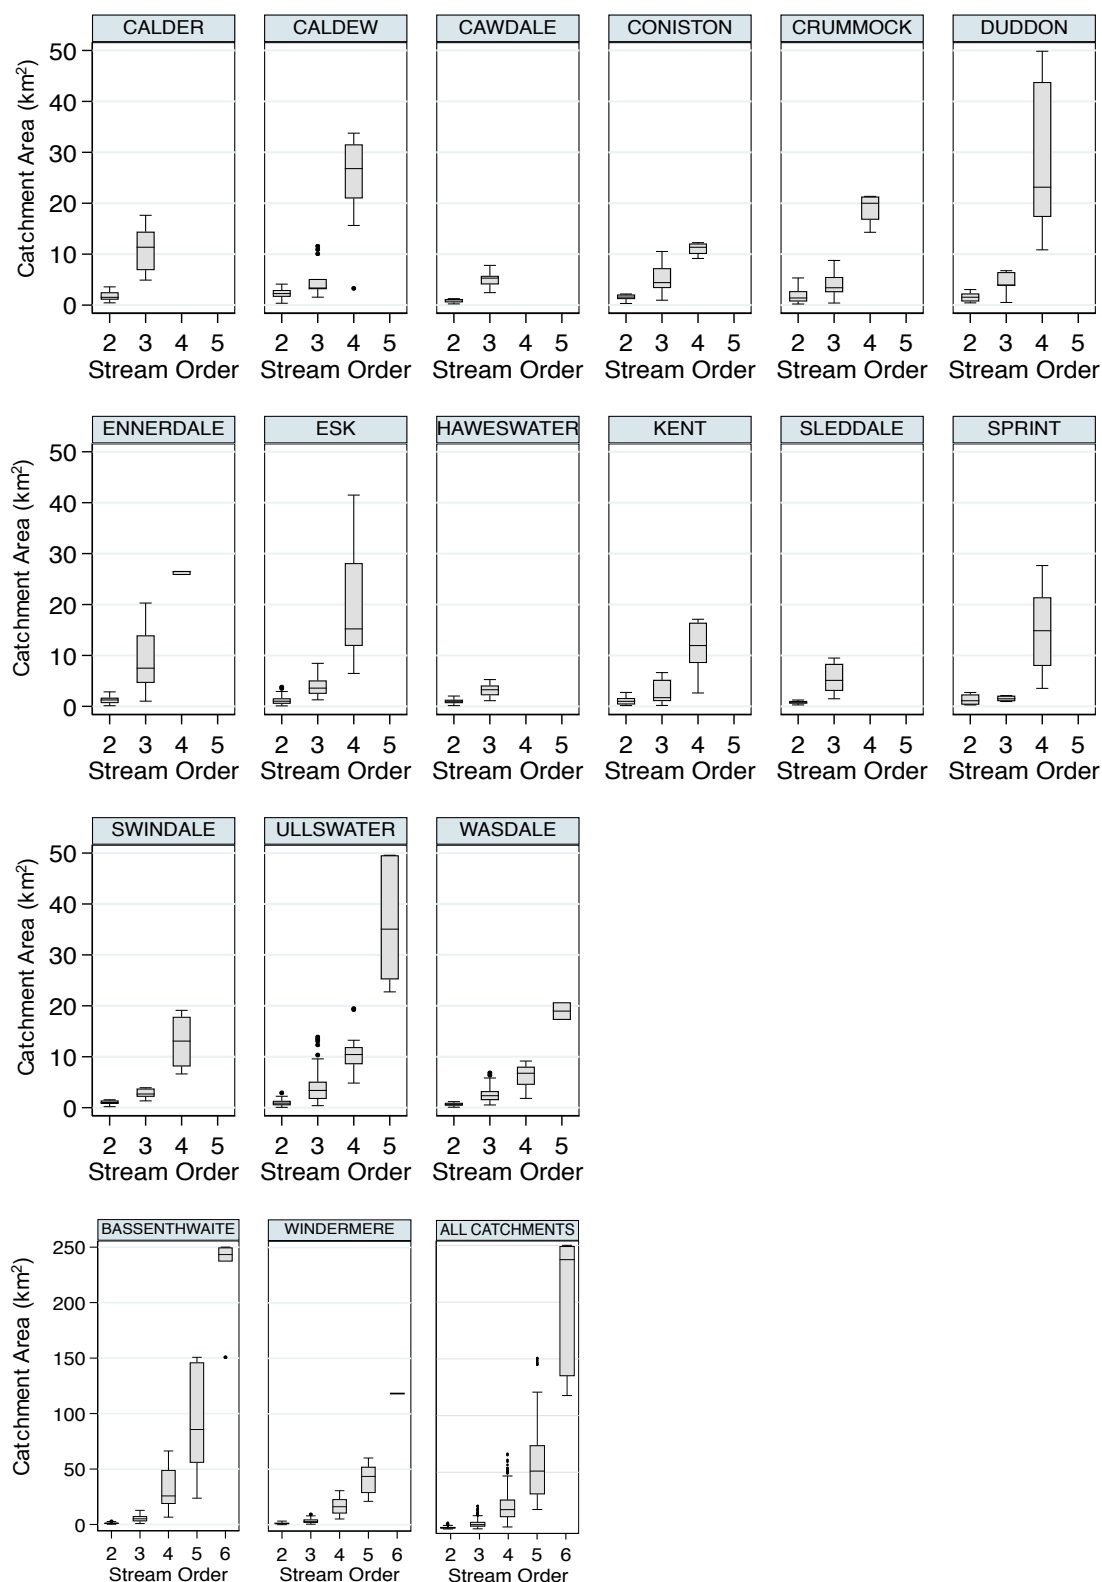 CALDER CALDEW CAWDALE CONISTON CRUMMOCK DUDDON
Catchment Area (km²)
50
40
30
20
10
0
2 3 4 5 2 3 4 5 2 3 4 5 2 3 4 5 2 3 4 5 2 3 4 5
Stream Order Stream Order Stream Order Stream Order Stream Order Stream Order
ENNERDALE ESK HAWESWATER KENT SLEDDALE SPRINT
Catchment Area (km²)
50
40
30
20
10
0
2 3 4 5 2 3 4 5 2 3 4 5 2 3 4 5 2 3 4 5 2 3 4 5
Stream Order Stream Order Stream Order Stream Order Stream Order Stream Order
SWINDALE ULLSWATER WASDALE
Catchment Area (km²)
50
40
30
20
10
0
2 3 4 5 2 3 4 5 2 3 4 5
Stream Order Stream Order Stream Order
BASSENTHWAITE WINDERMERE ALL CATCHMENTS
Catchment Area (km²)
250
200
150
100
50
0
2 3 4 5 6 2 3 4 5 6 2 3 4 5 6
Stream Order Stream Order Stream Order